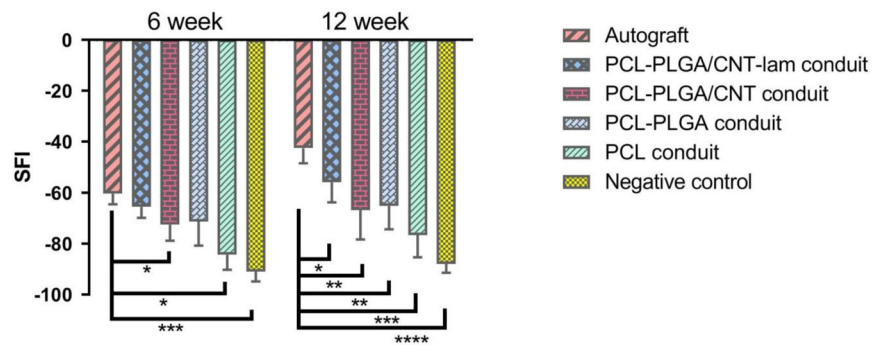 6 week 12 week
0
-20
-40
-60
-80
-100
SFI
*
*
***
*
**
**
***
****
Autograft
PCL-PLGA/CNT-lam conduit
PCL-PLGA/CNT conduit
PCL-PLGA conduit
PCL conduit
Negative control